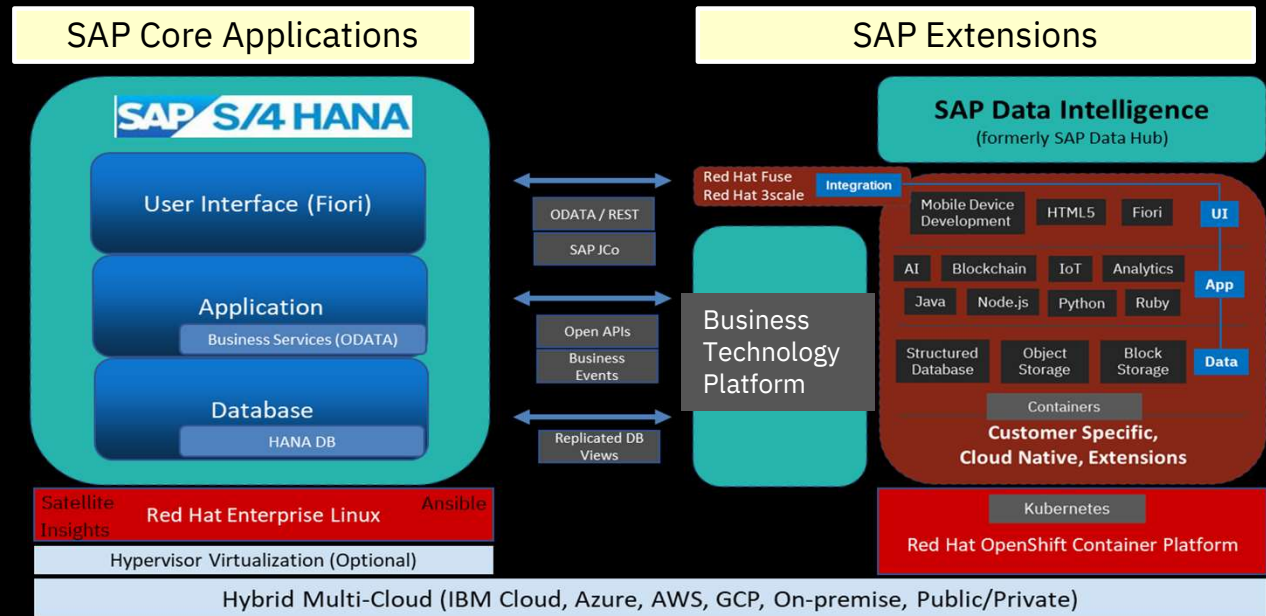 SAP Core Applications
SAP Extensions
SAP S/4 HANA
User Interface (Fiori)
Application
Business Services (ODATA)
Database
HANA DB
Satellite
Insights
Red Hat Enterprise Linux
Ansible
Hypervisor Virtualization (Optional)
ODATA / REST
SAP JCo
Open APIs
Business
Events
Replicated DB
Views
Red Hat Fuse
Red Hat 3scale
Integration
Business
Technology
Platform
SAP Data Intelligence
(formerly SAP Data Hub)
Mobile Device
Development
HTML5
Fiori
UI
AI
Blockchain
IoT
Analytics
App
Java
Node.js
Python
Ruby
Structured
Database
Object
Storage
Block
Storage
Data
Containers
Customer Specific,
Cloud Native, Extensions
Kubernetes
Red Hat OpenShift Container Platform
Hybrid Multi-Cloud (IBM Cloud, Azure, AWS, GCP, On-premise, Public/Private)